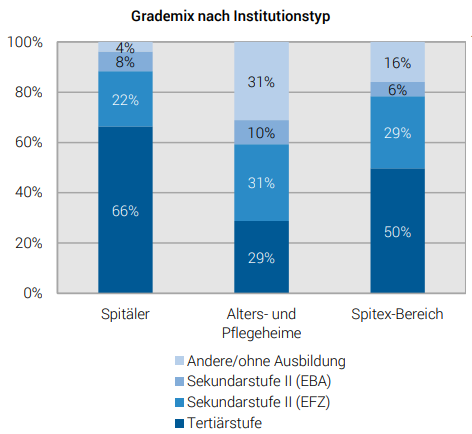 Grademix nach Institutionstyp
100%
80%
60%
40%
20%
0%
4%
8%
22%
66%
31%
10%
31%
29%
16%
6%
29%
50%
Spitäler
Alters- und
Pflegeheime
Spitex-Bereich
Andere/ohne Ausbildung
Sekundarstufe II (EBA)
Sekundarstufe II (EFZ)
Tertiärstufe